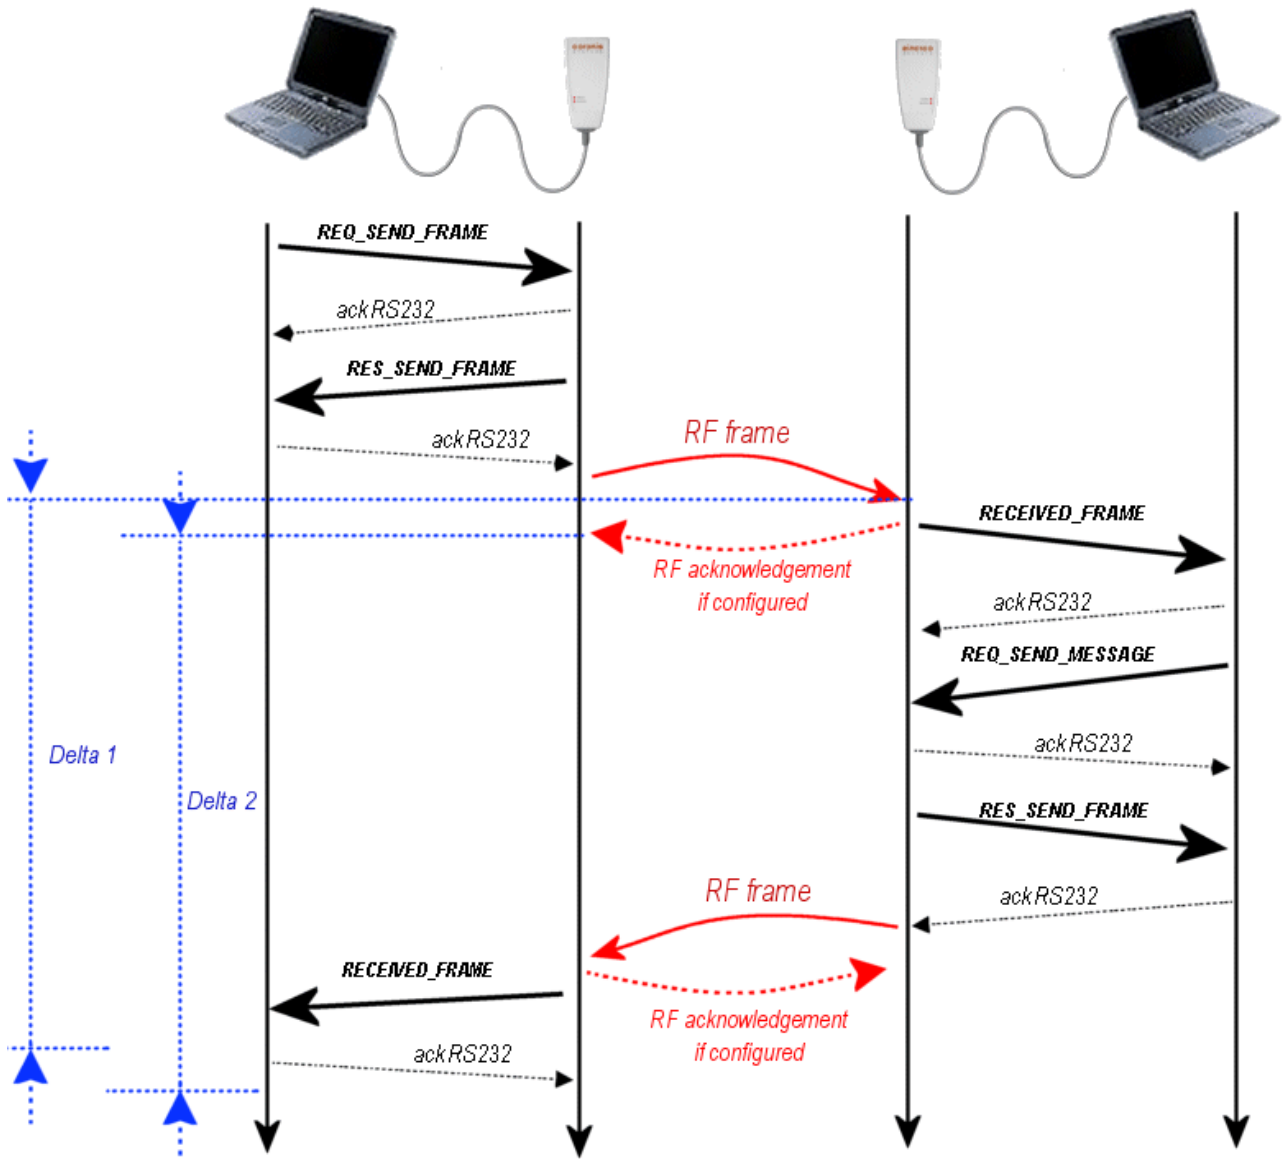 REQ_SEND_FRAME
ackRS232
RES_SEND_FRAME
ackRS232
RF frame
RECEIVED_FRAME
RF acknowledgement
if configured
ackRS232
REQ_SEND_MESSAGE
ackRS232
Delta 1
Delta 2
RES_SEND_FRAME
ackRS232
RF frame
RECEIVED_FRAME
RF acknowledgement
if configured
ackRS232